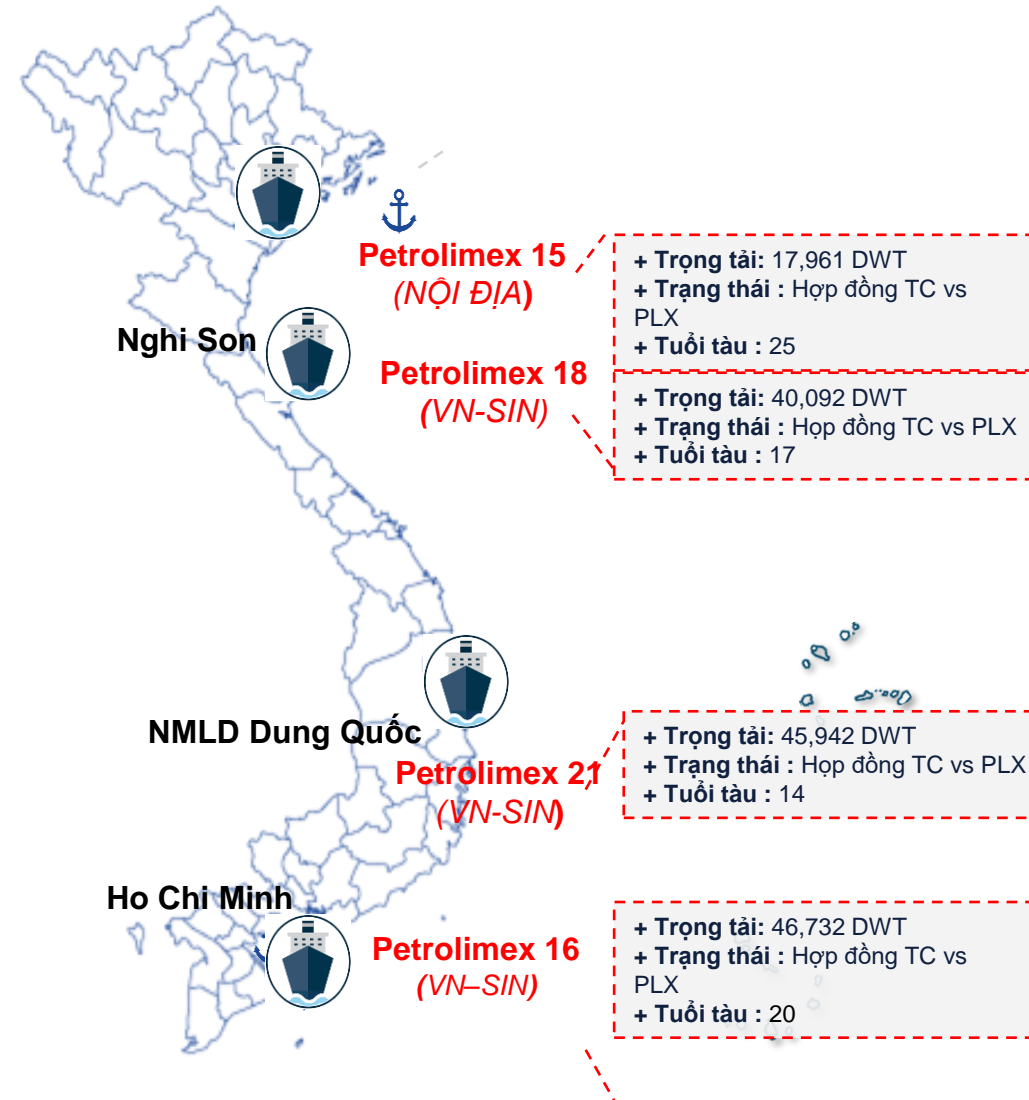 Petrolimex 15
(NỘI ĐỊA)
+ Trọng tải: 17,961 DWT
+ Trạng thái : Hợp đồng TC vs
PLX
+ Tuổi tàu : 25
Nghi Son
Petrolimex 18
(VN-SIN)
+ Trọng tải: 40,092 DWT
+ Trạng thái : Họp đồng TC vs PLX
+ Tuổi tàu : 17
NMLD Dung Quốc
Petrolimex 21
(VN-SIN)
+ Trọng tải: 45,942 DWT
+ Trạng thái : Họp đồng TC vs PLX
+ Tuổi tàu : 14
Ho Chi Minh
Petrolimex 16
(VN–SIN)
+ Trọng tải: 46,732 DWT
+ Trạng thái : Hợp đồng TC vs
PLX
+ Tuổi tàu : 20